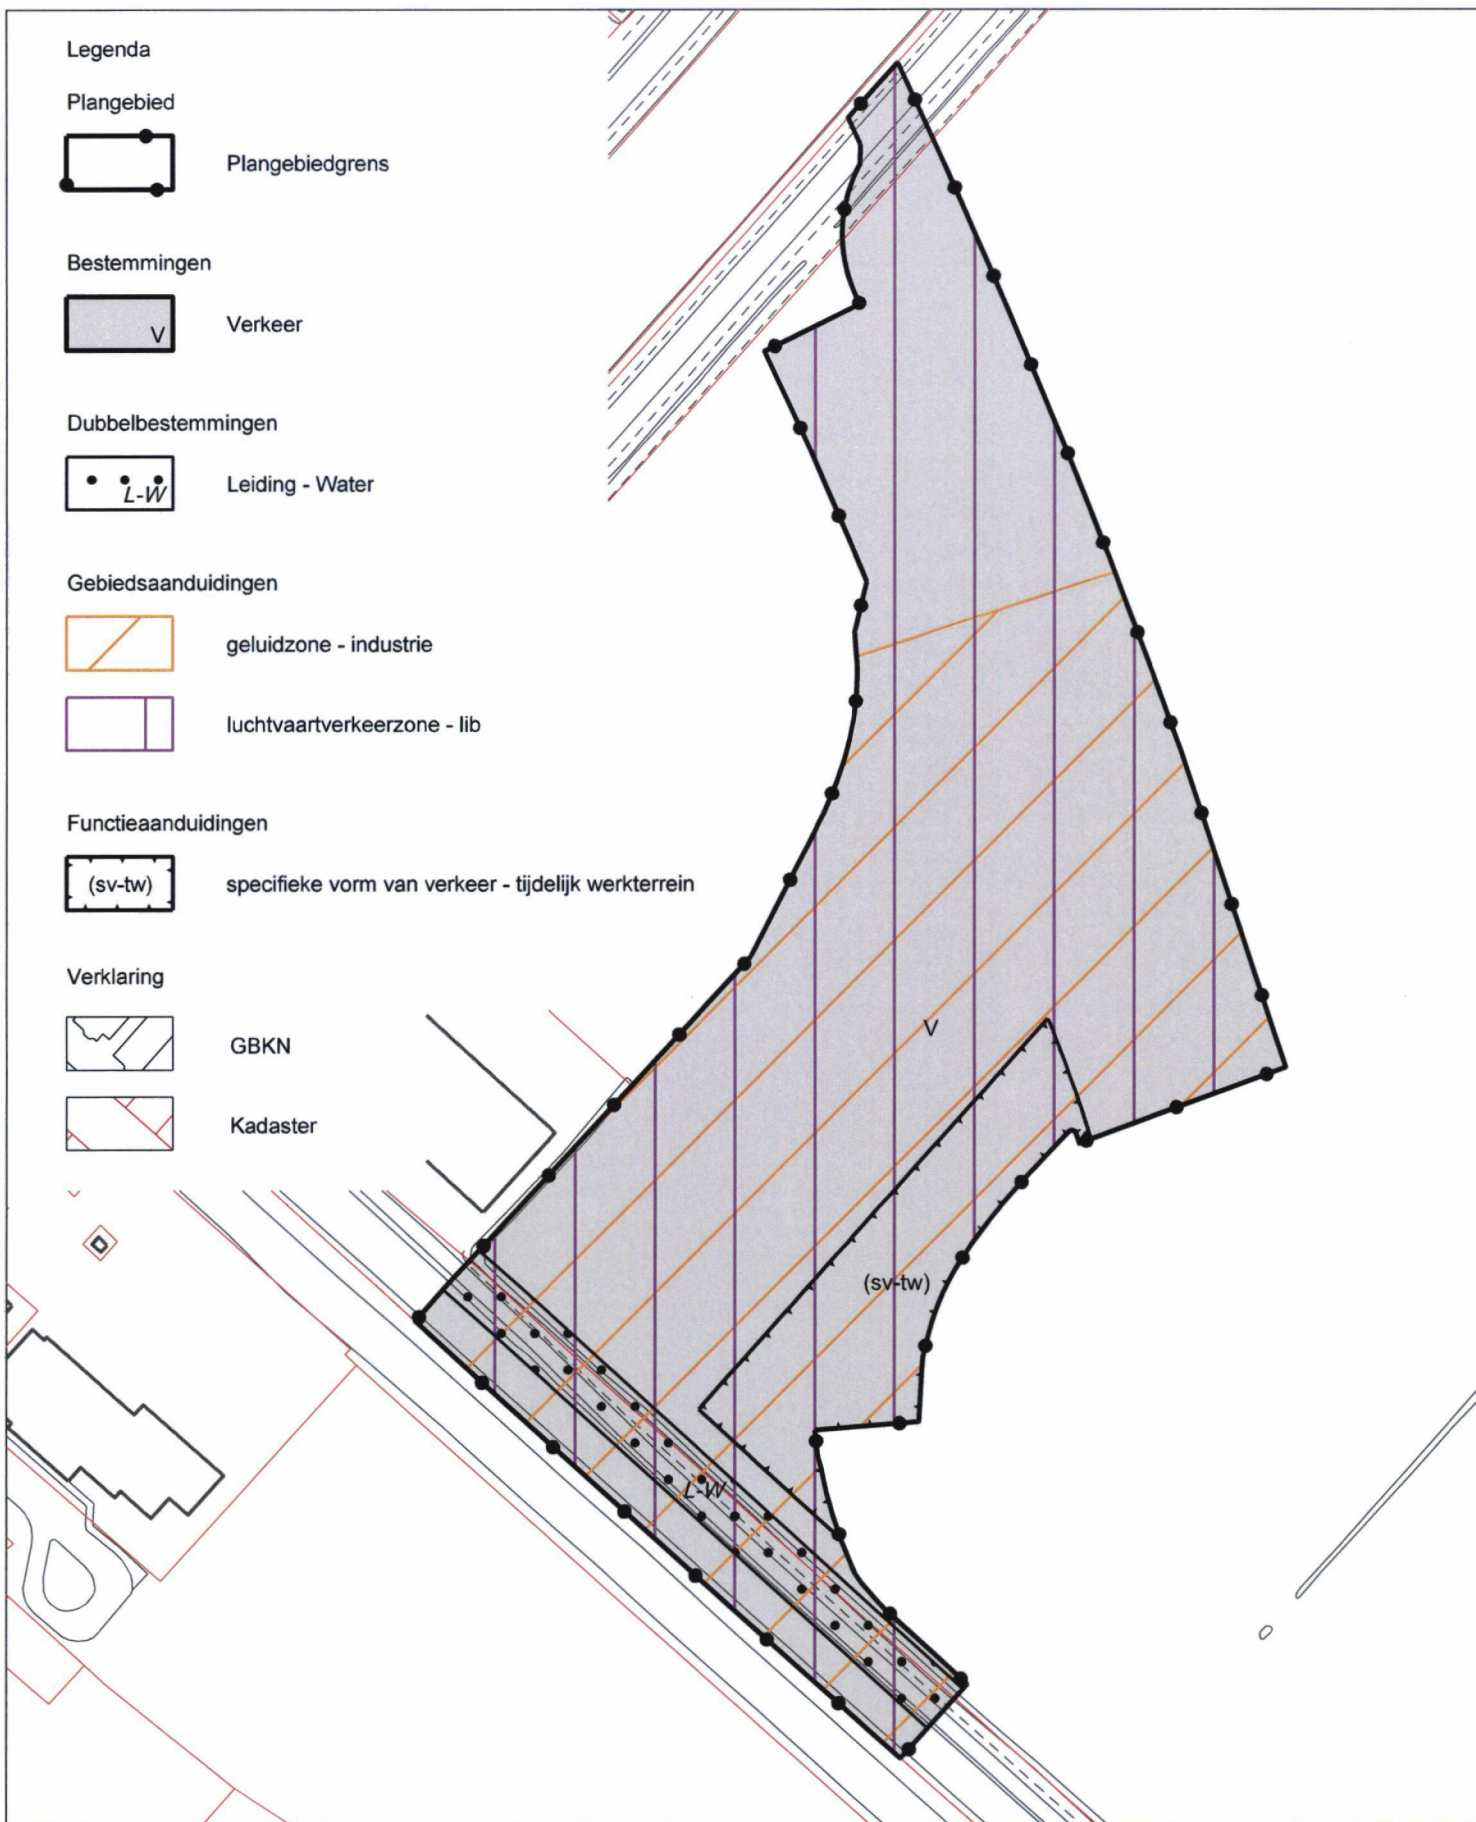 Legenda
Plangebied
Plangebiedgrens
Bestemmingen
V
Verkeer
Dubbelbestemmingen
L-W
Leiding - Water
Gebiedsaanduidingen
geluidzone - industrie
luchtvaartverkeerzone - lib
Functieaanduidingen
(sv-tw)
specifieke vorm van verkeer - tijdelijk werkterrein
Verklaring
GBKN
Kadaster
V
(sv-tw)
L-W